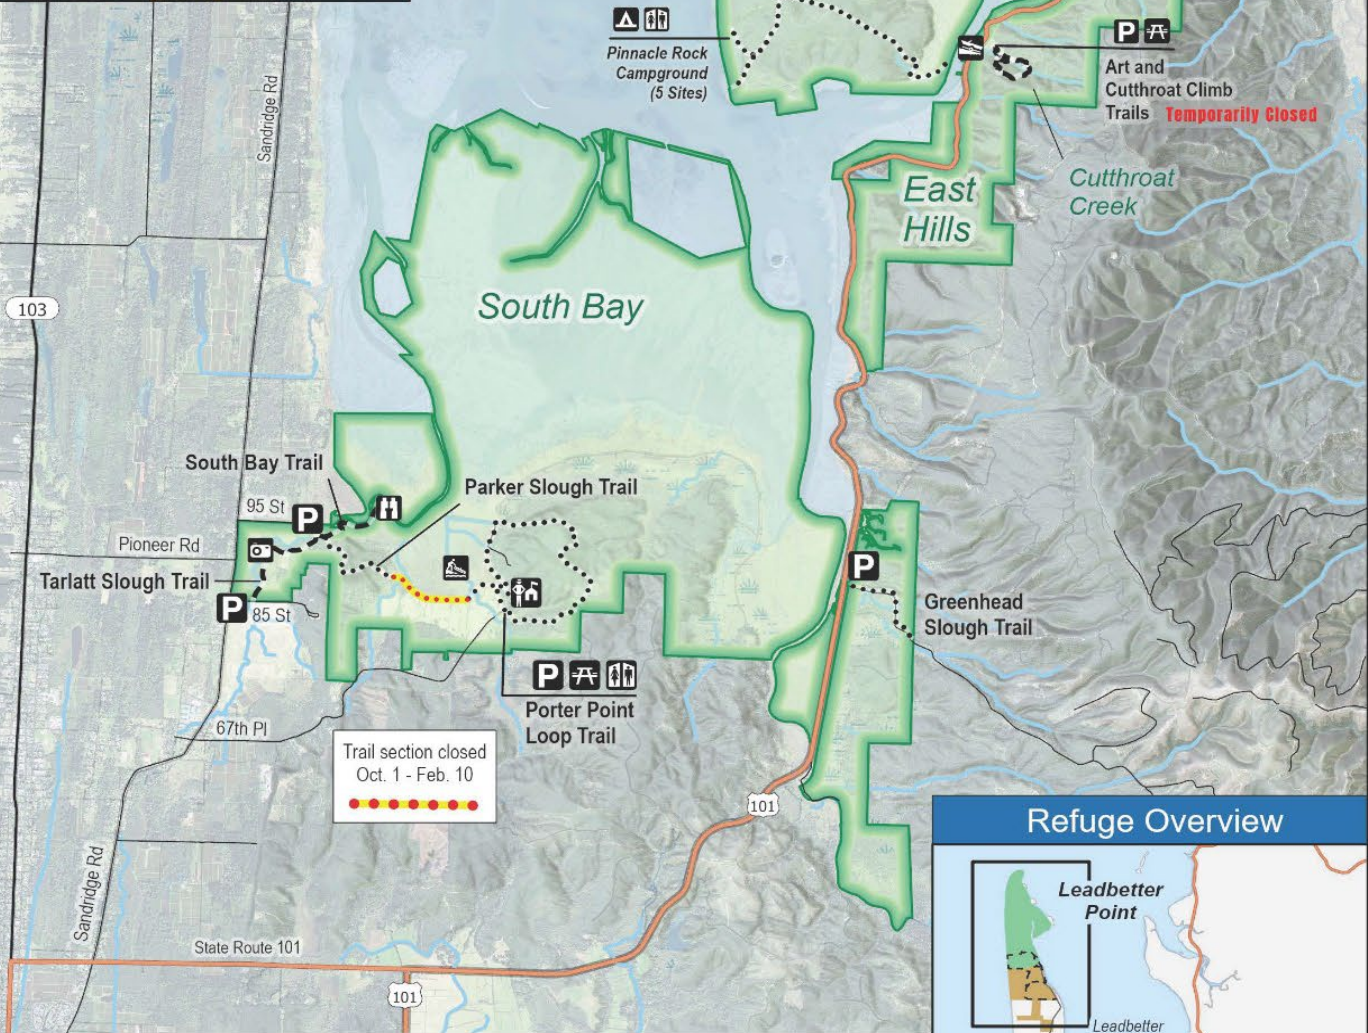 Pinnacle Rock
Campground
(5 Sites)
P
Art and
Cutthroat Climb
Trails Temporarily Closed
Sandridge Rd
Cutthroat
Creek
East
Hills
103
South Bay
South Bay Trail
Parker Slough Trail
95 St
P
Pioneer Rd
Tarlatt Slough Trail
P
85 St
P
Greenhead
Slough Trail
P
Porter Point
Loop Trail
67th Pl
Trail section closed
Oct. 1 - Feb. 10
101
Refuge Overview
Sandridge Rd
Leadbetter
Point
State Route 101
101
Leadbetter